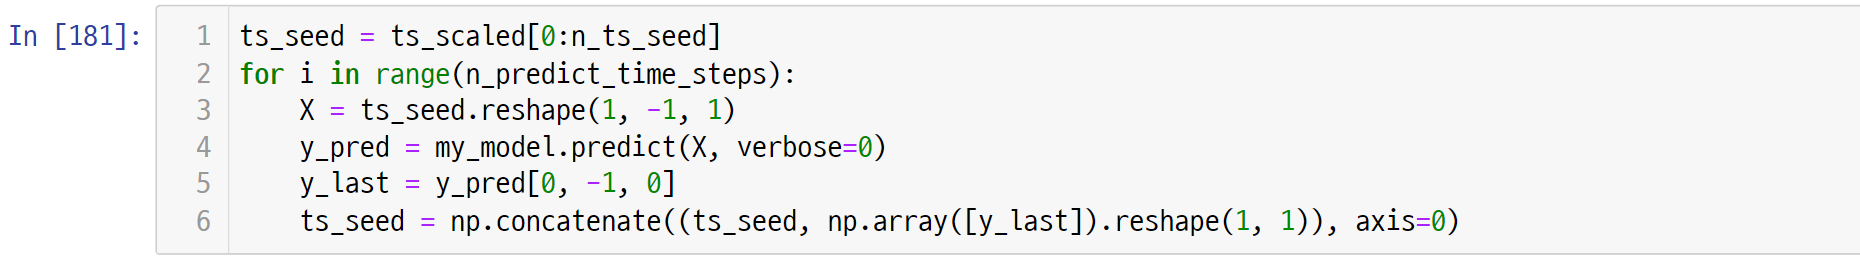 In [181]:
1 ts_seed = ts_scaled[0:n_ts_seed]
2 for i in range(n_predict_time_steps):
3     X = ts_seed.reshape(1, -1, 1)
4     y_pred = my_model.predict(X, verbose=0)
5     y_last = y_pred[0, -1, 0]
6     ts_seed = np.concatenate((ts_seed, np.array([y_last]).reshape(1, 1)), axis=0)